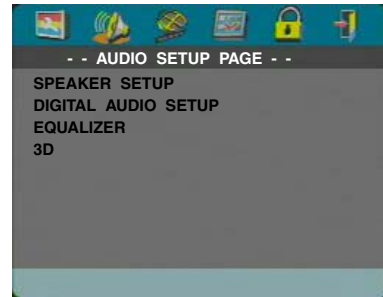 - - AUDIO SETUP PAGE - -
SPEAKER SETUP
DIGITAL AUDIO SETUP
EQUALIZER
3D